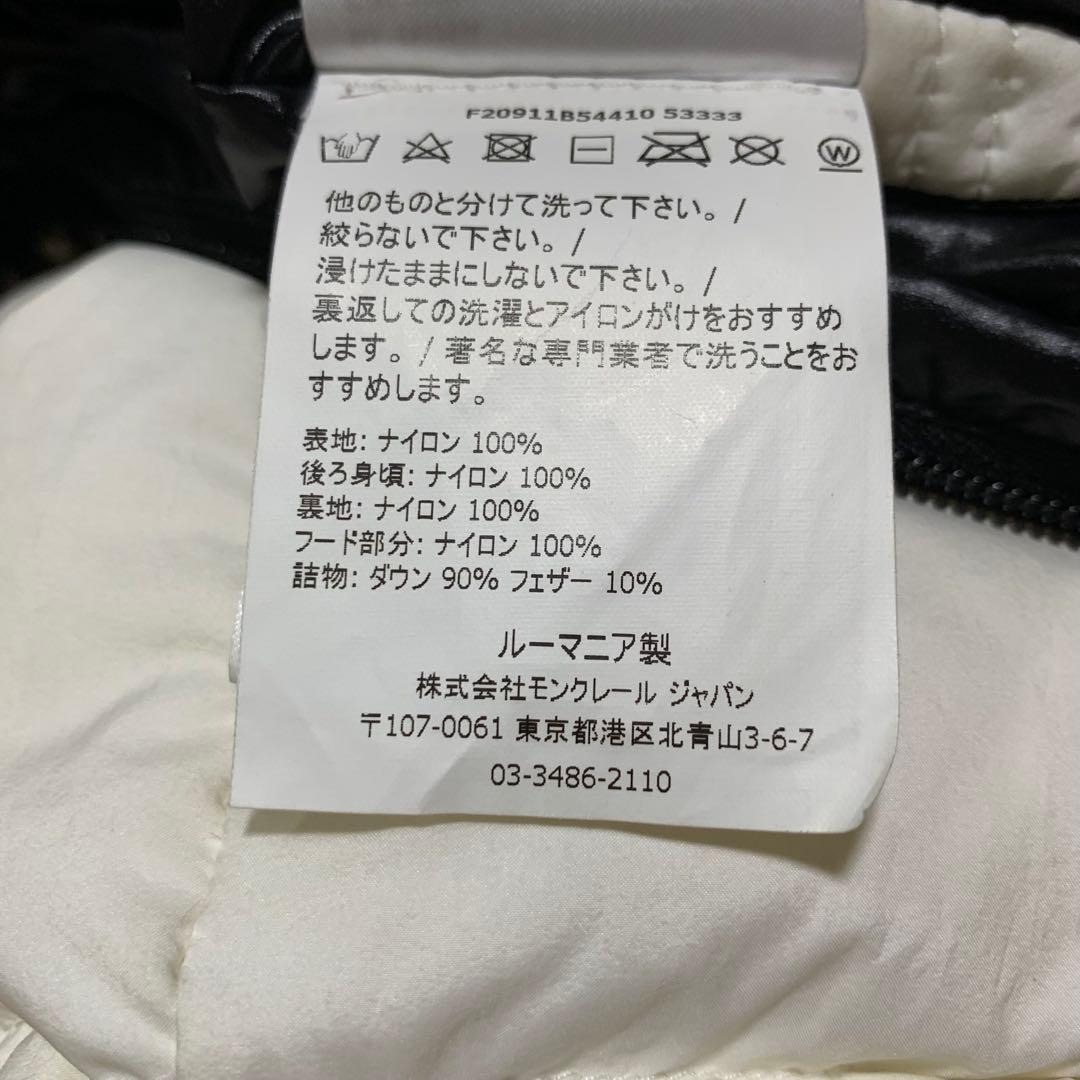 F20911B54410 53333
W
他のものと分けて洗って下さい。/
絞らないで下さい。/
浸けたままにしないで下さい。/
裏返しての洗濯とアイロンがけをおすすめ
します。/ 著名な専門業者で洗うことをお
すすめします。
表地: ナイロン 100%
後ろ身頃: ナイロン 100%
裏地: ナイロン 100%
フード部分: ナイロン 100%
詰物: ダウン 90% フェザー 10%
ルーマニア製
株式会社モンクレール ジャパン
〒107-0061 東京都港区北青山3-6-7
03-3486-2110